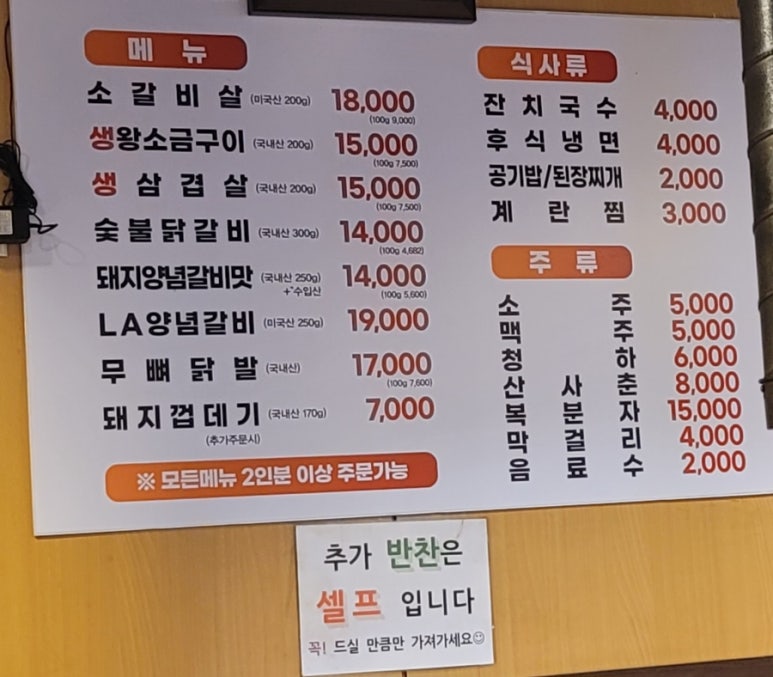 메 뉴
소 갈 비 살 (미국산 200g) 18,000
(100g 9,000)
생왕소금구이 (국내산 200g) 15,000
(100g 7,500)
생 삼 겹 살 (국내산 200g) 15,000
(100g 7,500)
숯불닭갈비 (국내산 300g) 14,000
(100g 4,682)
돼지양념갈비맛 (국내산 250g) 14,000
+수입산 (100g 5,600)
LA양념갈비 (미국산 250g) 19,000
무 뼈 닭 발 (국내산) 17,000
(100g 7,600)
돼지껍데기 (국내산 170g) 7,000
(추가주문시)
※ 모든메뉴 2인분 이상 주문가능
식사류
잔 치 국 수 4,000
후 식 냉 면 4,000
공기밥/된장찌개 2,000
계 란 찜 3,000
주 류
소 주 5,000
맥 주 5,000
청 하 6,000
산 사 춘 8,000
복 분 자 15,000
막 걸 리 4,000
음 료 수 2,000
추가 반찬은
셀프 입니다
꼭! 드실 만큼만 가져가세요☺